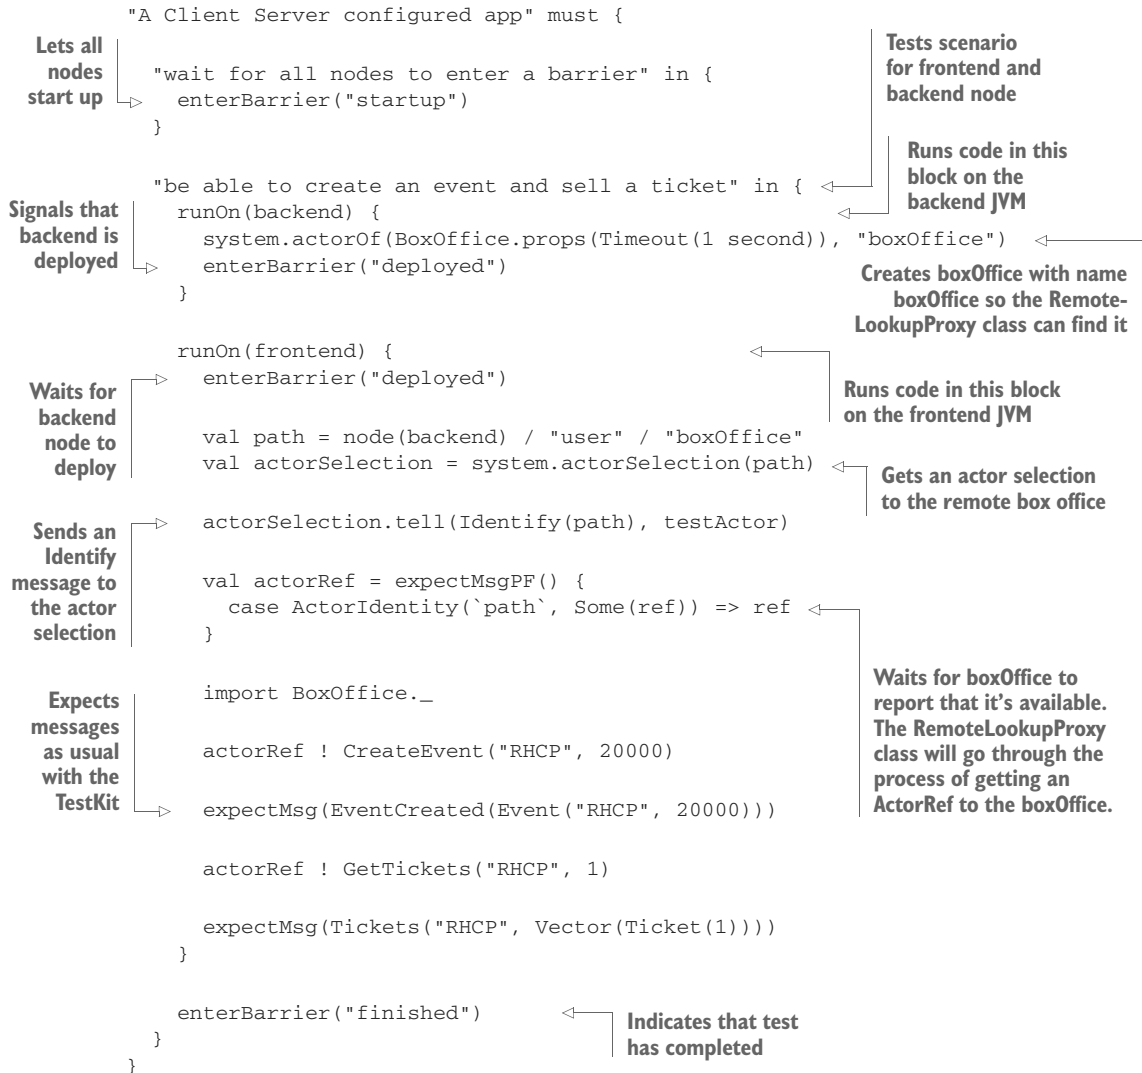 "A Client Server configured app" must {
Lets all
nodes
start up
"wait for all nodes to enter a barrier" in {
enterBarrier("startup")
}
Tests scenario
for frontend and
backend node
Runs code in this
block on the
backend JVM
"be able to create an event and sell a ticket" in {
Signals that
backend is
deployed
runOn(backend) {
system.actorOf(BoxOffice.props(Timeout(1 second)), "boxOffice")
enterBarrier("deployed")
}
Creates boxOffice with name
boxOffice so the Remote-
LookupProxy class can find it
runOn(frontend) {
enterBarrier("deployed")
Waits for
backend
node to
deploy
Runs code in this block
on the frontend JVM
val path = node(backend) / "user" / "boxOffice"
val actorSelection = system.actorSelection(path)
Gets an actor selection
to the remote box office
Sends an
Identify
message to
the actor
selection
actorSelection.tell(Identify(path), testActor)
val actorRef = expectMsgPF() {
case ActorIdentity(`path`, Some(ref)) => ref
}
Waits for boxOffice to
report that it's available.
The RemoteLookupProxy
class will go through the
process of getting an
ActorRef to the boxOffice.
import BoxOffice._
Expects
messages
as usual
with the
TestKit
actorRef ! CreateEvent("RHCP", 20000)
expectMsg(EventCreated(Event("RHCP", 20000)))
actorRef ! GetTickets("RHCP", 1)
expectMsg(Tickets("RHCP", Vector(Ticket(1))))
}
enterBarrier("finished")
Indicates that test
has completed
}
}